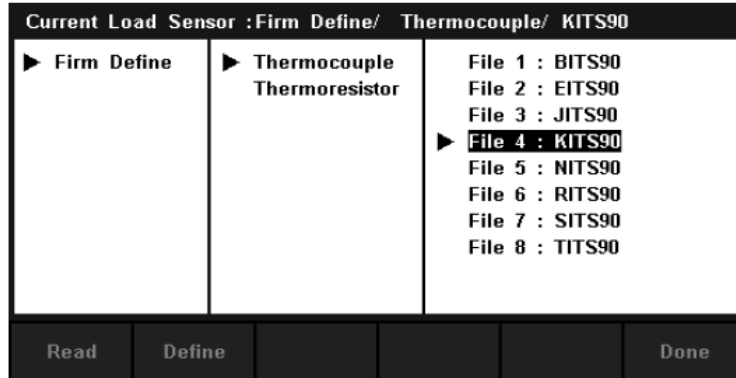 Current Load Sensor :Firm Define/ Thermocouple/ KITS90
Firm Define
Thermocouple
Thermoresistor
File 1 : BITS90
File 2 : EITS90
File 3 : JITS90
File 4 : KITS90
File 5 : NITS90
File 6 : RITS90
File 7 : SITS90
File 8 : TITS90
Read Define Done